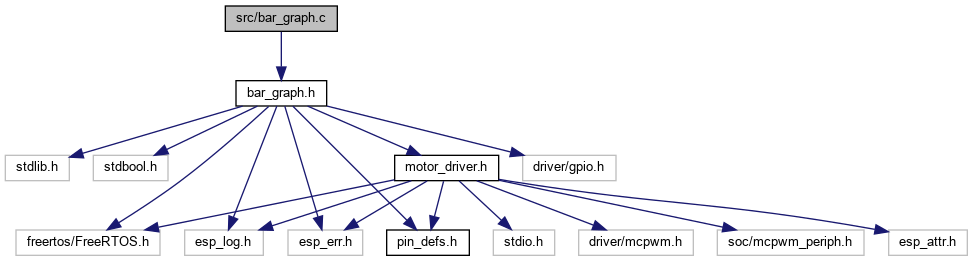 src/bar_graph.c
bar_graph.h
stdlib.h
stdbool.h
motor_driver.h
driver/gpio.h
freertos/FreeRTOS.h
esp_log.h
esp_err.h
pin_defs.h
stdio.h
driver/mcpwm.h
soc/mcpwm_periph.h
esp_attr.h